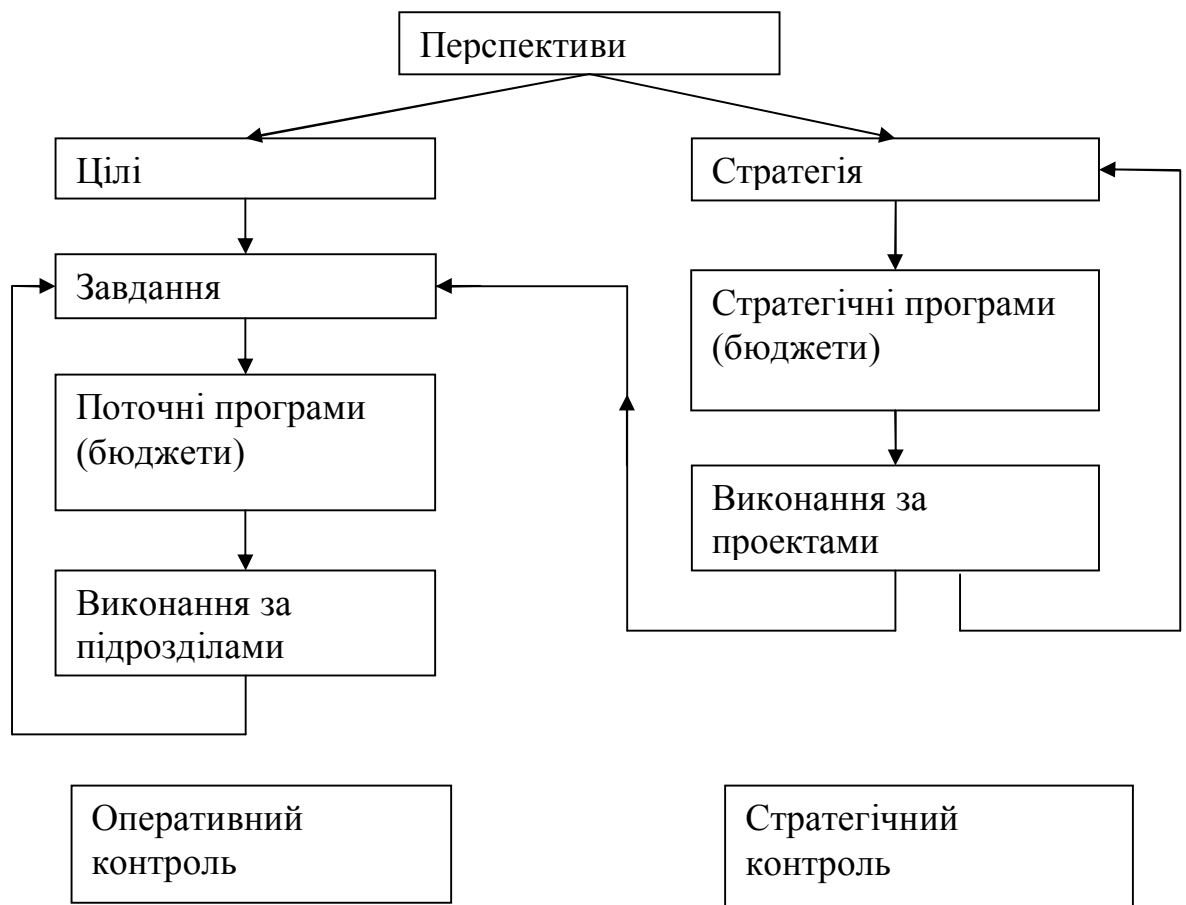 Перспективи
Цілі
Стратегія
Завдання
Стратегічні програми
(бюджети)
Поточні програми
(бюджети)
Виконання за
проектами
Виконання за
підрозділами
Оперативний
контроль
Стратегічний
контроль